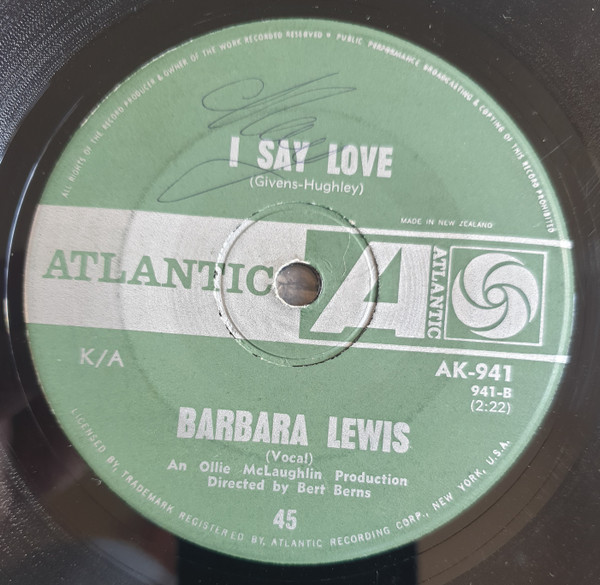 ALL RIGHTS OF THE RECORD PRODUCER & OWNER OF THE WORK RECORDED RESERVED • PUBLIC PERFORMANCE BROADCASTING & COPYING OF THIS RECORD PROHIBITED
I SAY LOVE
(Givens-Hughley)
MADE IN NEW ZEALAND
ATLANTIC
A
ATLANTIC
K/A
AK-941
941-B
(2:22)
BARBARA LEWIS
(Vocal)
An Ollie McLaughlin Production
Directed by Bert Berns
45
LICENSED BY, TRADEMARK REGISTERED BY, ATLANTIC RECORDING CORP., NEW YORK, U.S.A.